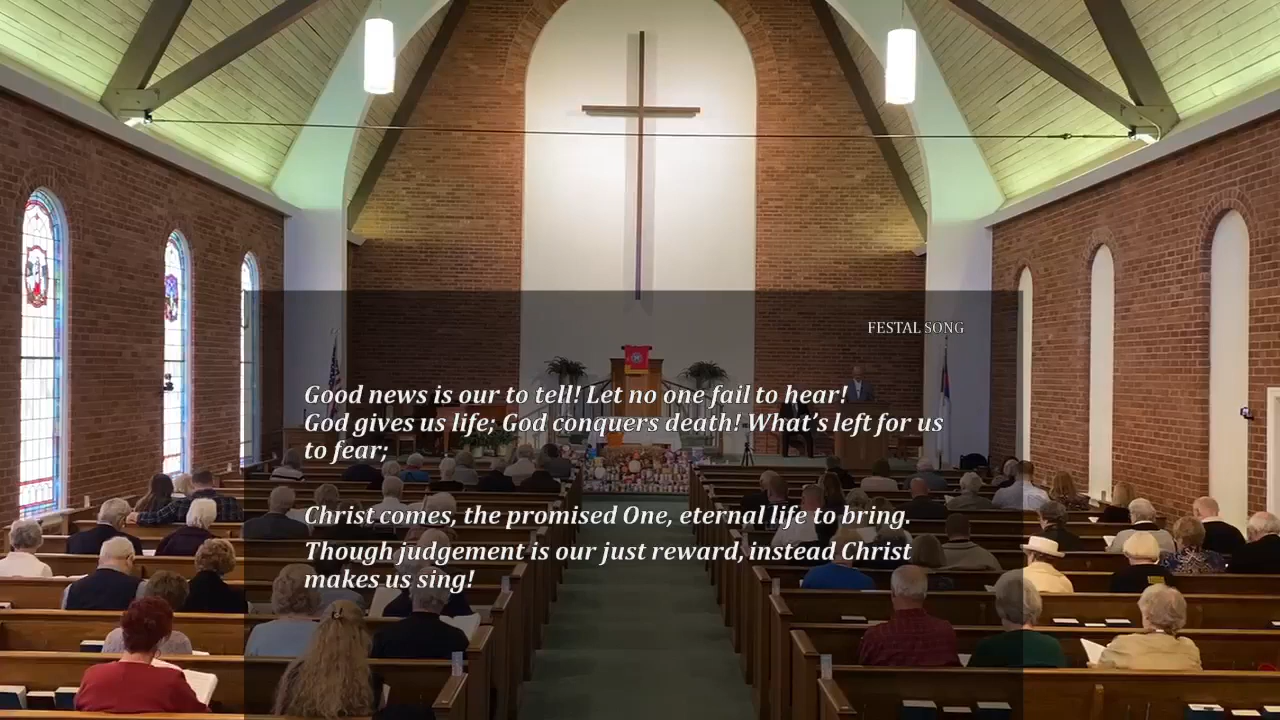 FESTAL SONG
Good news is our to tell! Let no one fail to hear!
God gives us life; God conquers death! What’s left for us
to fear;
Christ comes, the promised One, eternal life to bring.
Though judgement is our just reward, instead Christ
makes us sing!